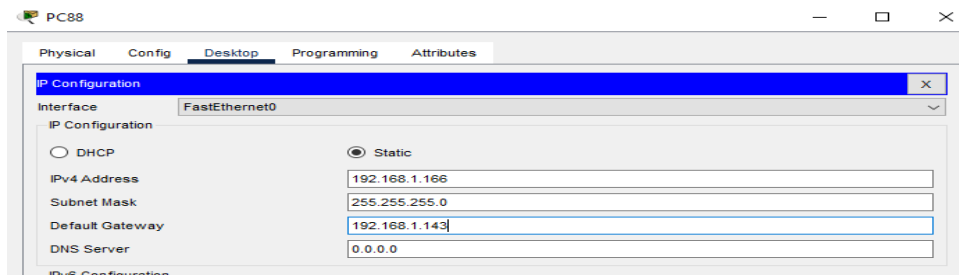 PC88
Physical Config Desktop Programming Attributes
IP Configuration X
Interface FastEthernet0
IP Configuration
DHCP Static
IPv4 Address 192.168.1.166
Subnet Mask 255.255.255.0
Default Gateway 192.168.1.143
DNS Server 0.0.0.0
IPv6 Configuration